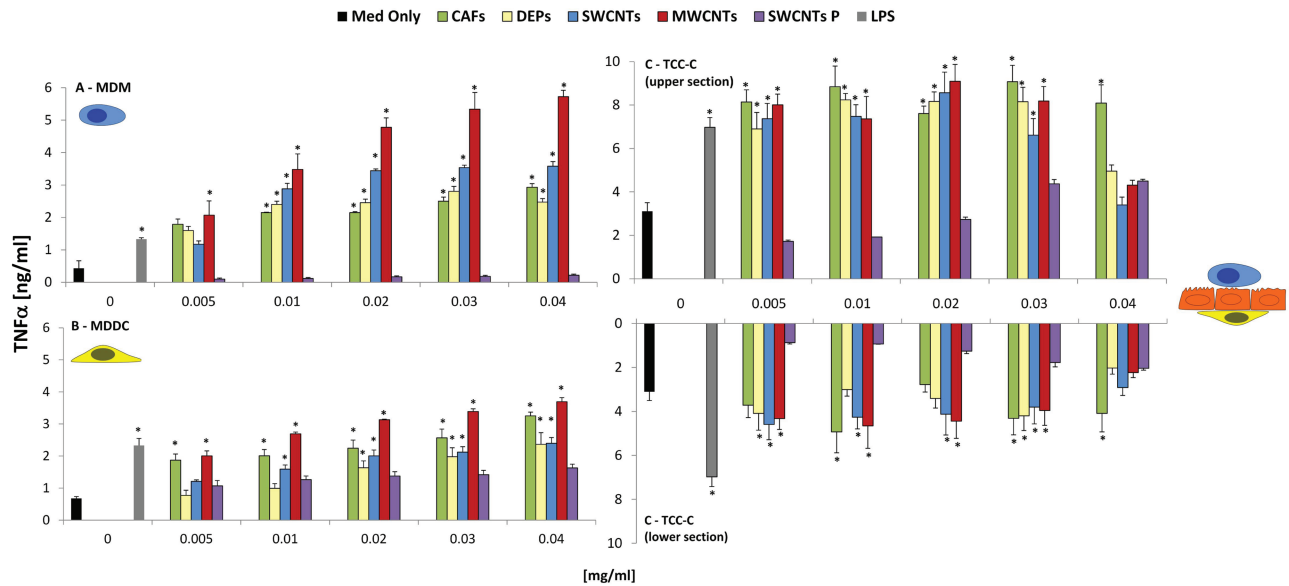 Med Only CAFs DEPs SWCNTs MWCNTs SWCNTs P LPS
TNFα [ng/ml]
A - MDM
6
5
4
3
2
1
0
0 0.005 0.01 0.02 0.03 0.04
B - MDDC
6
5
4
3
2
1
0
0 0.005 0.01 0.02 0.03 0.04
C - TCC-C
(upper section)
10
8
6
4
2
0
0 0.005 0.01 0.02 0.03 0.04
0
2
4
6
8
10
C - TCC-C
(lower section)
[mg/ml]